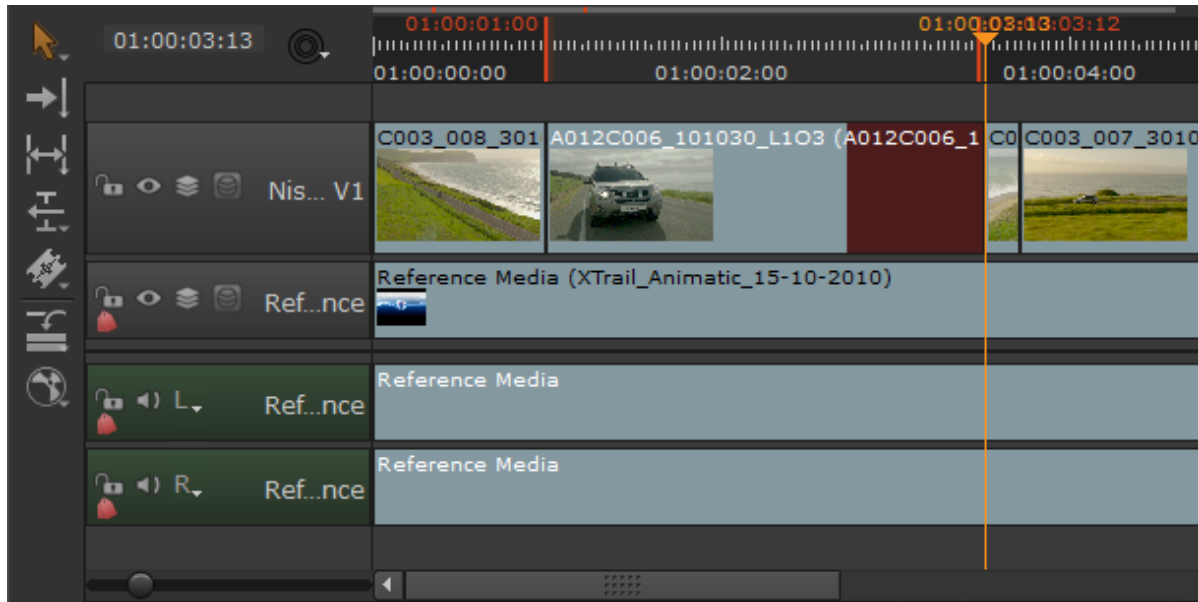 01:00:03:13
01:00:01:00
01:00:03:13
:03:12
01:00:00:00
01:00:02:00
01:00:04:00
Nis... V1
C003_008_301
A012C006_101030_L1O3 (A012C006_1
C0
C003_007_3010
Ref...nce
Reference Media (XTrail_Animatic_15-10-2010)
L
Ref...nce
Reference Media
R
Ref...nce
Reference Media